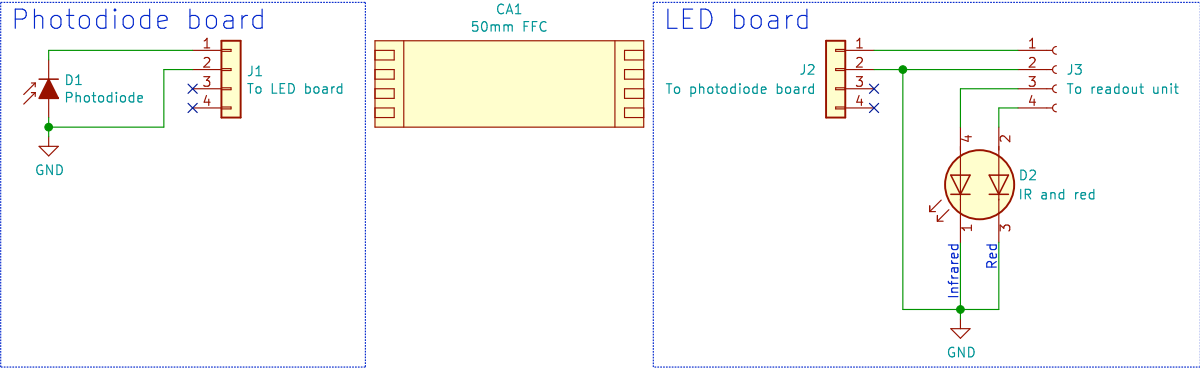 Photodiode board
D1
Photodiode
GND
1
2
3
4
J1
To LED board
CA1
50mm FFC
LED board
J2
To photodiode board
1
2
3
4
1
2
3
4
J3
To readout unit
4
2
D2
IR and red
1
3
Infrared
Red
GND